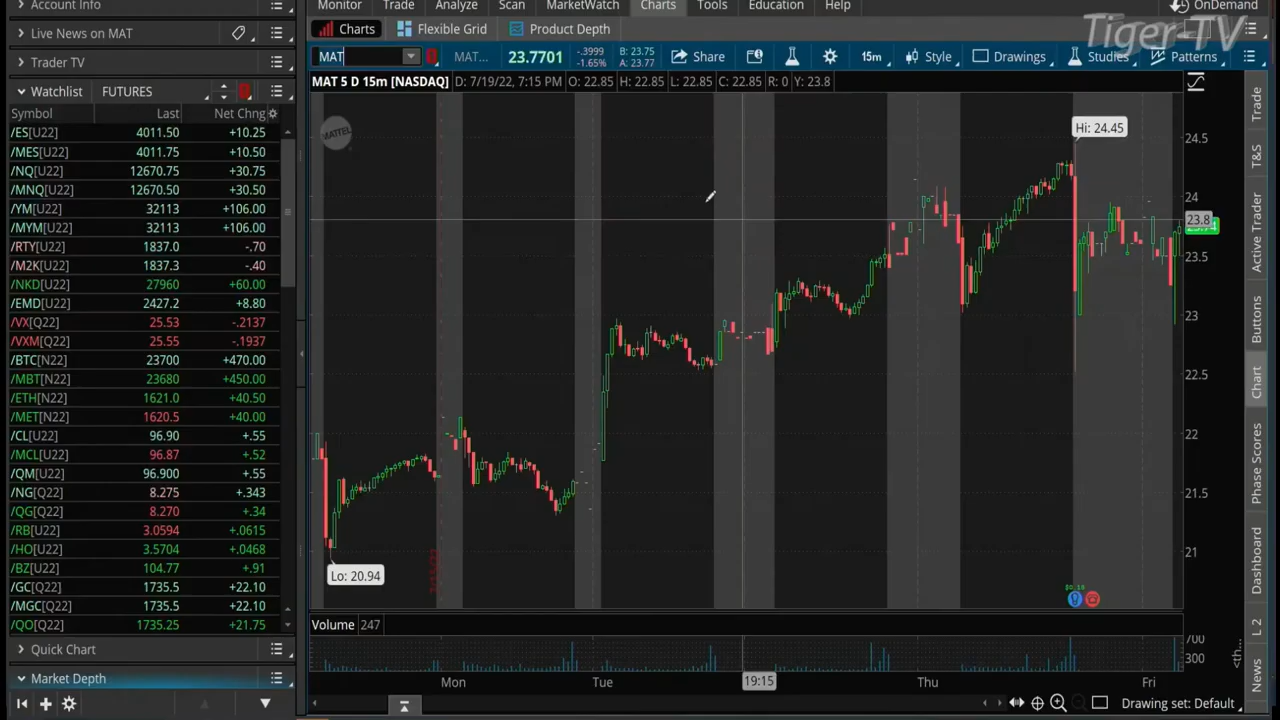 Account Info
Monitor Trade Analyze Scan MarketWatch Charts Tools Education Help
OnDemand
Live News on MAT
Charts Flexible Grid Product Depth
Tiger-TV
Trader TV
MAT MAT... 23.7701 -.3999 -1.65% B: 23.75 A: 23.77 Share 15m Style Drawings Studies Patterns
MAT 5 D 15m [NASDAQ] D: 7/19/22, 7:15 PM O: 22.85 H: 22.85 L: 22.85 C: 22.85 R: 0 Y: 23.8
Watchlist FUTURES
Symbol Last Net Chng
/ES[U22] 4011.50 +10.25
/MES[U22] 4011.75 +10.50
/NQ[U22] 12670.75 +30.75
/MNQ[U22] 12670.50 +30.50
/YM[U22] 32113 +106.00
/MYM[U22] 32113 +106.00
/RTY[U22] 1837.0 -.70
/M2K[U22] 1837.3 -.40
/NKD[U22] 27960 +60.00
/EMD[U22] 2427.2 +8.80
/VX[Q22] 25.53 -.2137
/VXM[Q22] 25.55 -.1937
/BTC[N22] 23700 +470.00
/MBT[N22] 23680 +450.00
/ETH[N22] 1621.0 +40.50
/MET[N22] 1620.5 +40.00
/CL[U22] 96.90 +.55
/MCL[U22] 96.87 +.52
/QM[U22] 96.900 +.55
/NG[Q22] 8.275 +.343
/QG[Q22] 8.270 +.34
/RB[U22] 3.0594 +.0615
/HO[U22] 3.5704 +.0468
/BZ[U22] 104.77 +.91
/GC[Q22] 1735.5 +22.10
/MGC[Q22] 1735.5 +22.10
/QO[Q22] 1735.25 +21.75
Quick Chart
Market Depth
MATTEL
Hi: 24.45
Lo: 20.94
24.5
24
23.8
23.74
23.5
23
22.5
22
21.5
21
Volume 247
700
300
Mon Tue 19:15 Thu Fri
Drawing set: Default
Trade
T&S
Active Trader
Buttons
Chart
Phase Scores
Dashboard
L 2
News